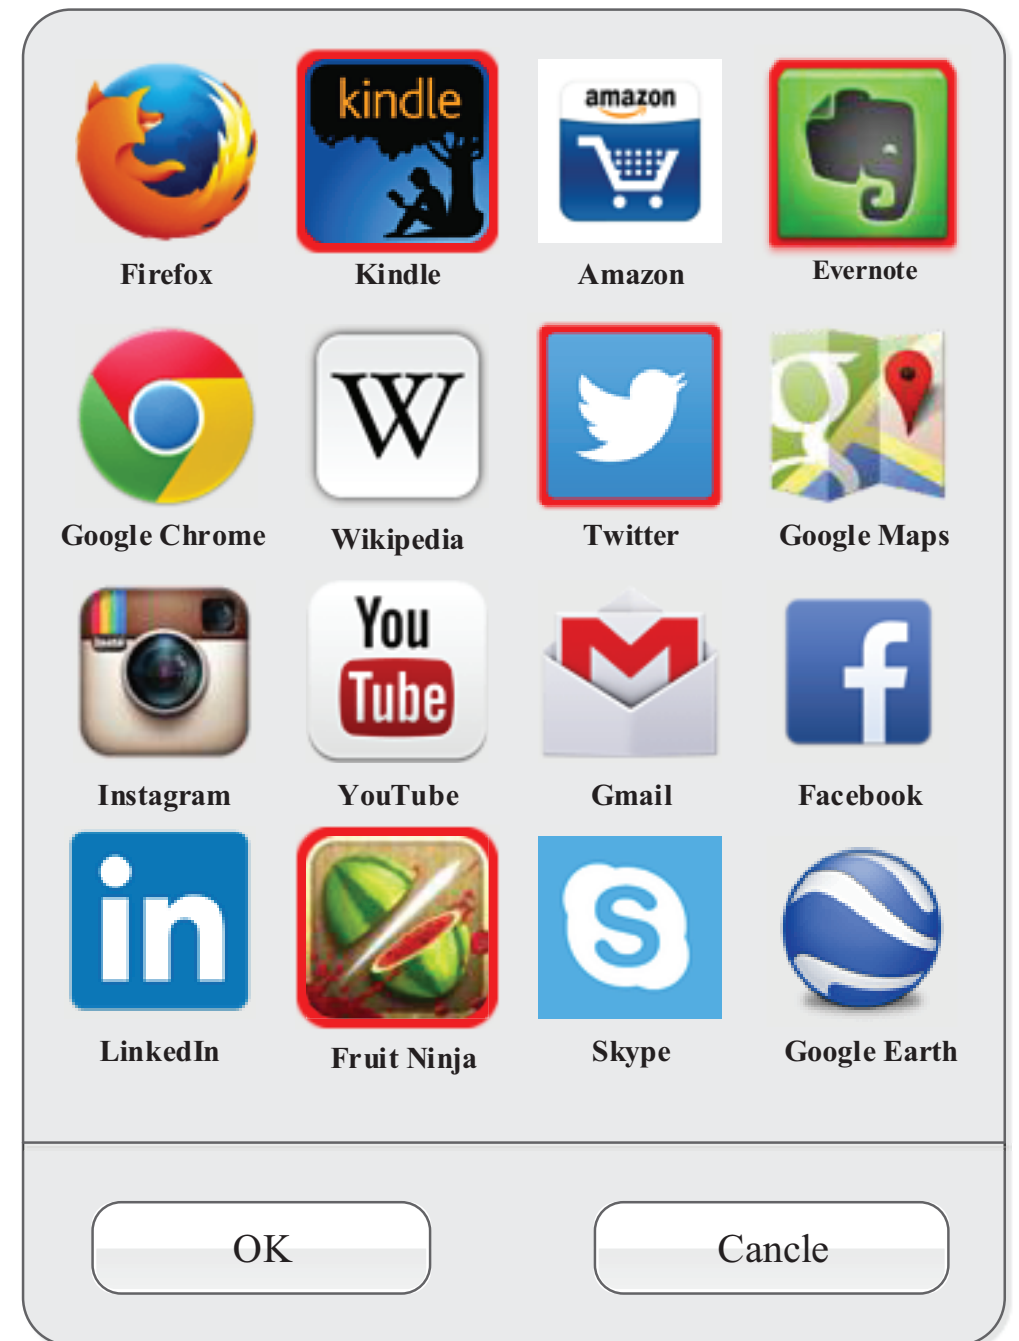 kindle
amazon
Firefox
Kindle
Amazon
Evernote
W
Google Chrome
Wikipedia
Twitter
Google Maps
You
Tube
f
Instagram
YouTube
Gmail
Facebook
in
S
LinkedIn
Fruit Ninja
Skype
Google Earth
OK
Cancle